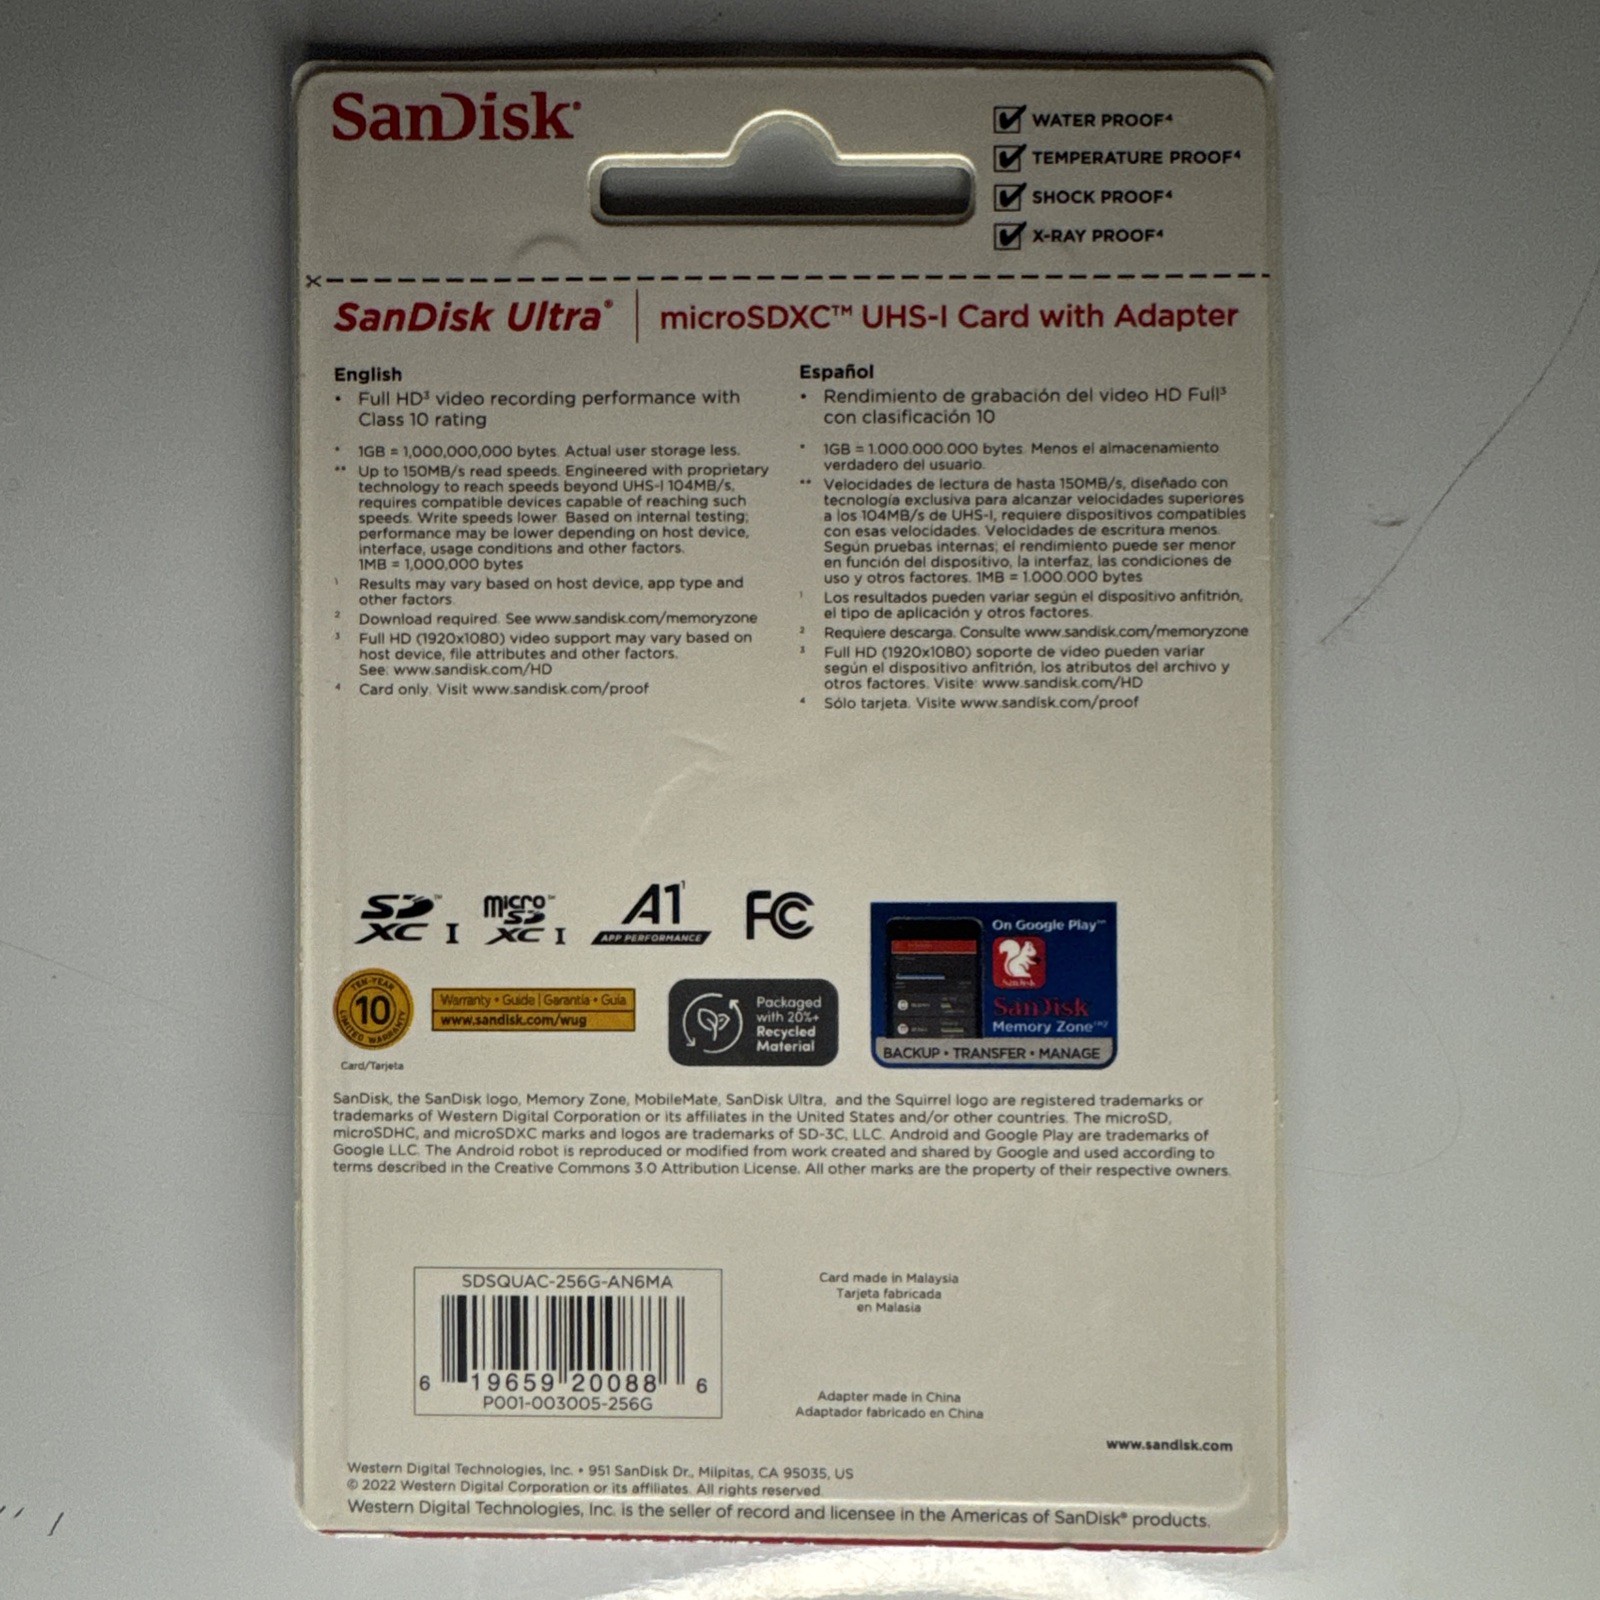 SanDisk®
WATER PROOF⁴
TEMPERATURE PROOF⁴
SHOCK PROOF⁴
X-RAY PROOF⁴
SanDisk Ultra® | microSDXC™ UHS-I Card with Adapter
English
• Full HD³ video recording performance with
Class 10 rating
* 1GB = 1,000,000,000 bytes. Actual user storage less.
** Up to 150MB/s read speeds. Engineered with proprietary
technology to reach speeds beyond UHS-I 104MB/s,
requires compatible devices capable of reaching such
speeds. Write speeds lower. Based on internal testing;
performance may be lower depending on host device,
interface, usage conditions and other factors.
1MB = 1,000,000 bytes
¹ Results may vary based on host device, app type and
other factors.
² Download required. See www.sandisk.com/memoryzone
³ Full HD (1920x1080) video support may vary based on
host device, file attributes and other factors.
See: www.sandisk.com/HD
⁴ Card only. Visit www.sandisk.com/proof
Español
• Rendimiento de grabación del video HD Full³
con clasificación 10
* 1GB = 1.000.000.000 bytes. Menos el almacenamiento
verdadero del usuario.
** Velocidades de lectura de hasta 150MB/s, diseñado con
tecnología exclusiva para alcanzar velocidades superiores
a los 104MB/s de UHS-I, requiere dispositivos compatibles
con esas velocidades. Velocidades de escritura menos.
Según pruebas internas; el rendimiento puede ser menor
en función del dispositivo, la interfaz, las condiciones de
uso y otros factores. 1MB = 1.000.000 bytes
¹ Los resultados pueden variar según el dispositivo anfitrión,
el tipo de aplicación y otros factores.
² Requiere descarga. Consulte www.sandisk.com/memoryzone
³ Full HD (1920x1080) soporte de video pueden variar
según el dispositivo anfitrión, los atributos del archivo y
otros factores. Visite: www.sandisk.com/HD
⁴ Sólo tarjeta. Visite www.sandisk.com/proof
SD™ XC I
micro™ SD XC I
A1¹
APP PERFORMANCE
FC
TEN-YEAR
10
LIMITED WARRANTY
Card/Tarjeta
Warranty • Guide | Garantía • Guía
www.sandisk.com/wug
Packaged
with 20%+
Recycled
Material
On Google Play™
SanDisk
SanDisk
Memory Zone™²
BACKUP • TRANSFER • MANAGE
SanDisk, the SanDisk logo, Memory Zone, MobileMate, SanDisk Ultra, and the Squirrel logo are registered trademarks or
trademarks of Western Digital Corporation or its affiliates in the United States and/or other countries. The microSD,
microSDHC, and microSDXC marks and logos are trademarks of SD-3C, LLC. Android and Google Play are trademarks of
Google LLC. The Android robot is reproduced or modified from work created and shared by Google and used according to
terms described in the Creative Commons 3.0 Attribution License. All other marks are the property of their respective owners.
SDSQUAC-256G-AN6MA
6 19659 20088 6
P001-003005-256G
Card made in Malaysia
Tarjeta fabricada
en Malasia
Adapter made in China
Adaptador fabricado en China
www.sandisk.com
Western Digital Technologies, Inc. • 951 SanDisk Dr., Milpitas, CA 95035, US
© 2022 Western Digital Corporation or its affiliates. All rights reserved.
Western Digital Technologies, Inc. is the seller of record and licensee in the Americas of SanDisk® products.